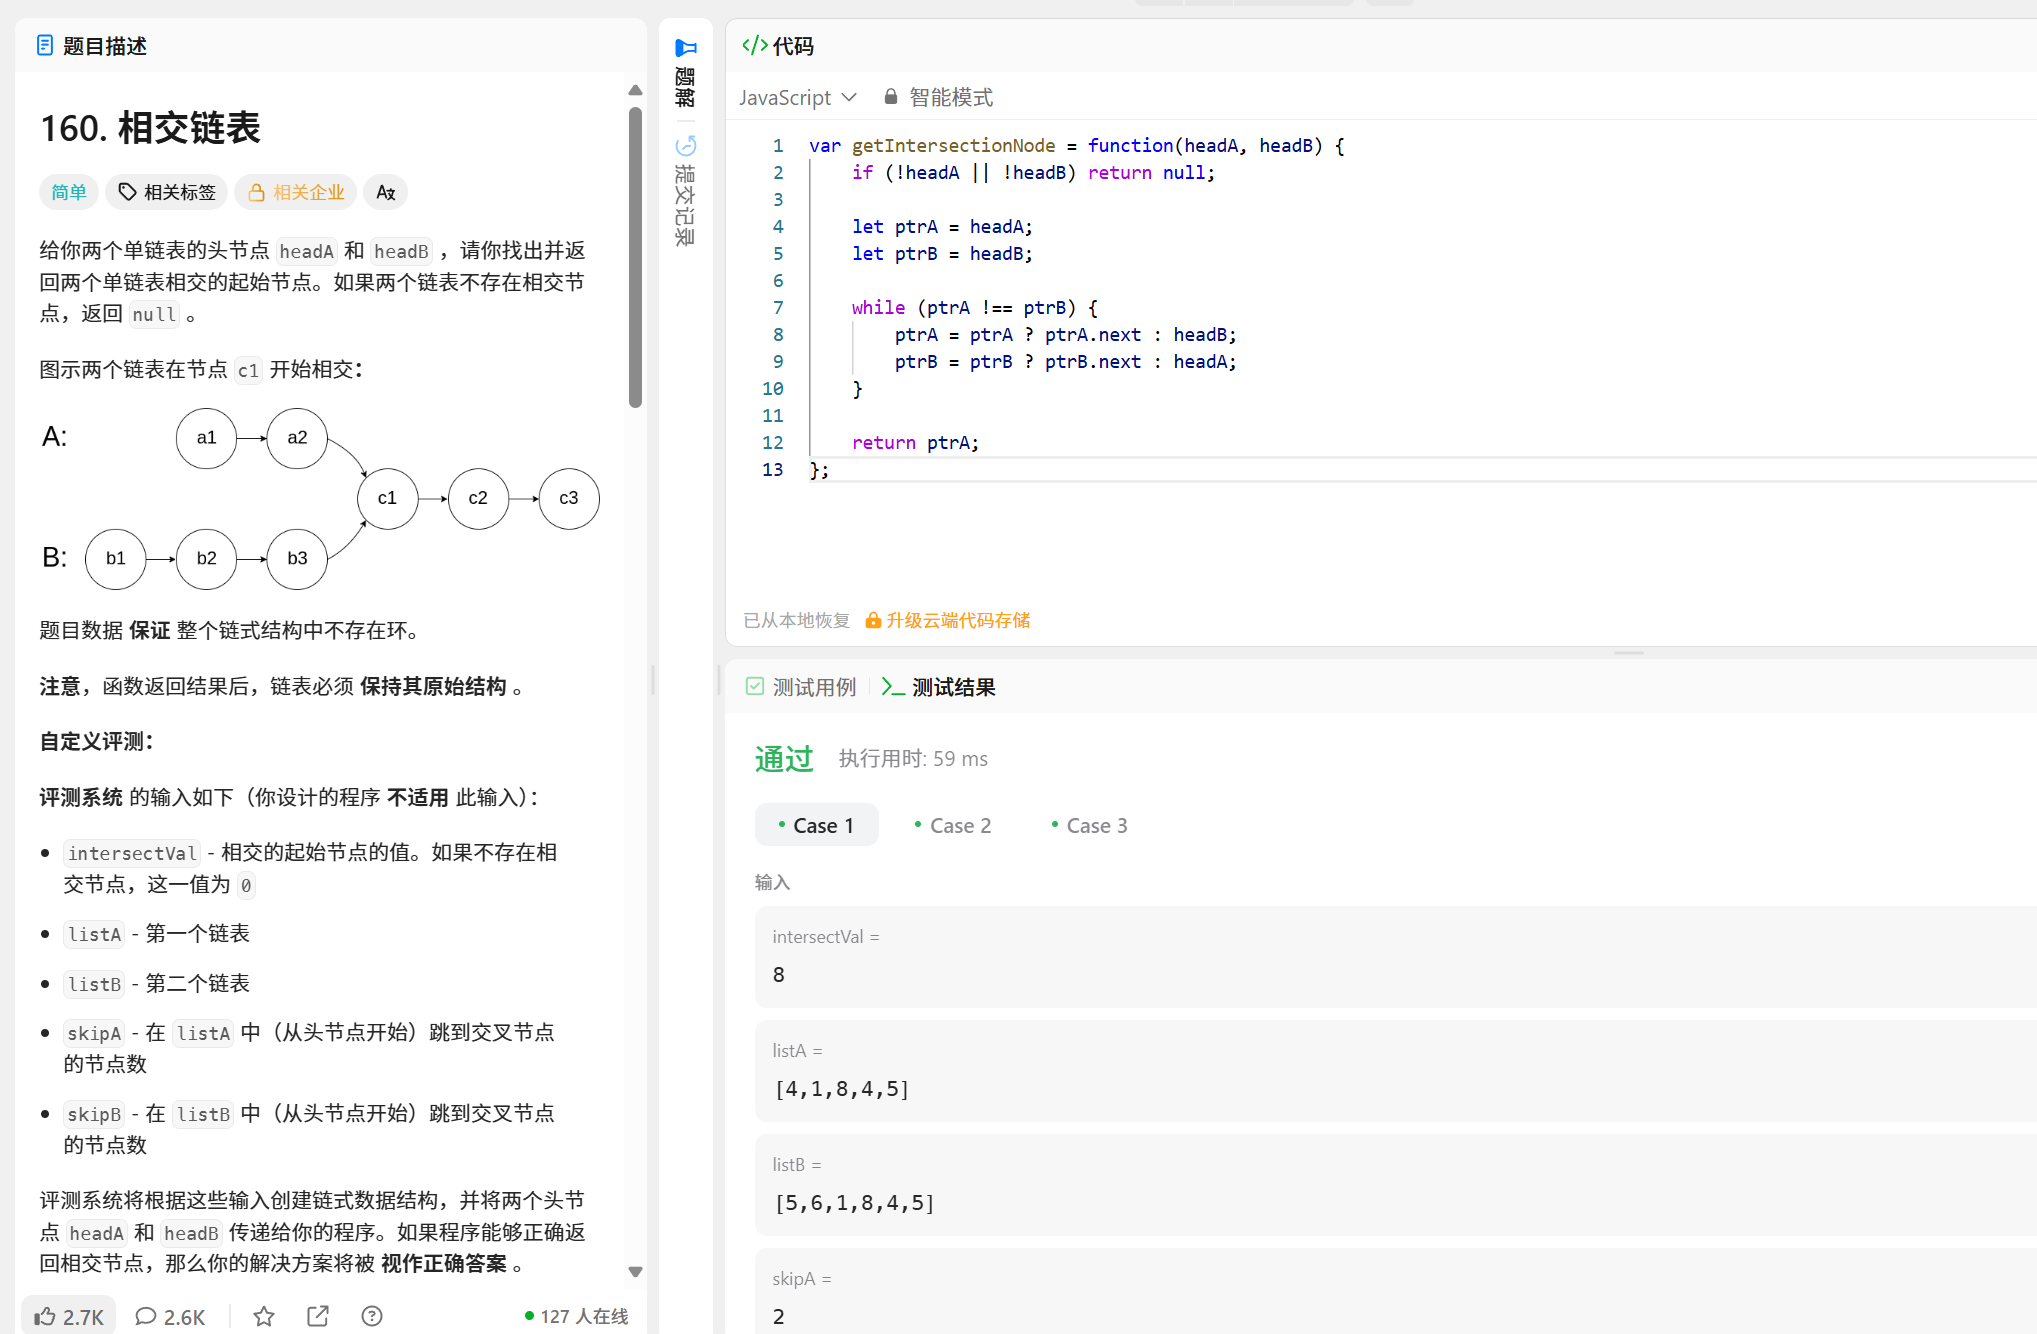 题目描述
160. 相交链表
简单 相关标签 相关企业 A文
给你两个单链表的头节点 headA 和 headB ，请你找出并返
回两个单链表相交的起始节点。如果两个链表不存在相交节
点，返回 null 。
图示两个链表在节点 c1 开始相交：
A:
a1
a2
c1
c2
c3
B:
b1
b2
b3
题目数据 保证 整个链式结构中不存在环。
注意，函数返回结果后，链表必须 保持其原始结构 。
自定义评测：
评测系统 的输入如下（你设计的程序 不适用 此输入）：
• intersectVal - 相交的起始节点的值。如果不存在相
交节点，这一值为 0
• listA - 第一个链表
• listB - 第二个链表
• skipA - 在 listA 中（从头节点开始）跳到交叉节点
的节点数
• skipB - 在 listB 中（从头节点开始）跳到交叉节点
的节点数
评测系统将根据这些输入创建链式数据结构，并将两个头节
点 headA 和 headB 传递给你的程序。如果程序能够正确返
回相交节点，那么你的解决方案将被 视作正确答案 。
2.7K 2.6K 127 人在线
题解
提交记录
</> 代码
JavaScript 智能模式
1 var getIntersectionNode = function(headA, headB) {
2     if (!headA || !headB) return null;
3
4     let ptrA = headA;
5     let ptrB = headB;
6
7     while (ptrA !== ptrB) {
8         ptrA = ptrA ? ptrA.next : headB;
9         ptrB = ptrB ? ptrB.next : headA;
10     }
11
12     return ptrA;
13 };
已从本地恢复 升级云端代码存储
测试用例 测试结果
通过 执行用时: 59 ms
• Case 1 • Case 2 • Case 3
输入
intersectVal =
8
listA =
[4,1,8,4,5]
listB =
[5,6,1,8,4,5]
skipA =
2